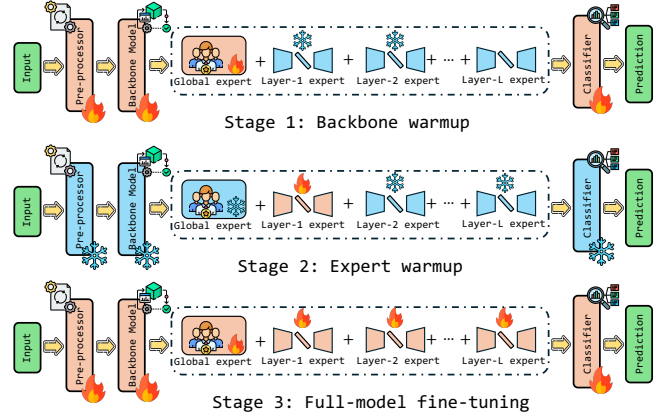 Input
Pre-processor
Backbone Model
Global expert
+
Layer-1 expert
+
Layer-2 expert
+ ... +
Layer-L expert
Classifier
Prediction
Stage 1: Backbone warmup
Input
Pre-processor
Backbone Model
Global expert
+
Layer-1 expert
+
Layer-2 expert
+ ... +
Layer-L expert
Classifier
Prediction
Stage 2: Expert warmup
Input
Pre-processor
Backbone Model
Global expert
+
Layer-1 expert
+
Layer-2 expert
+ ... +
Layer-L expert
Classifier
Prediction
Stage 3: Full-model fine-tuning